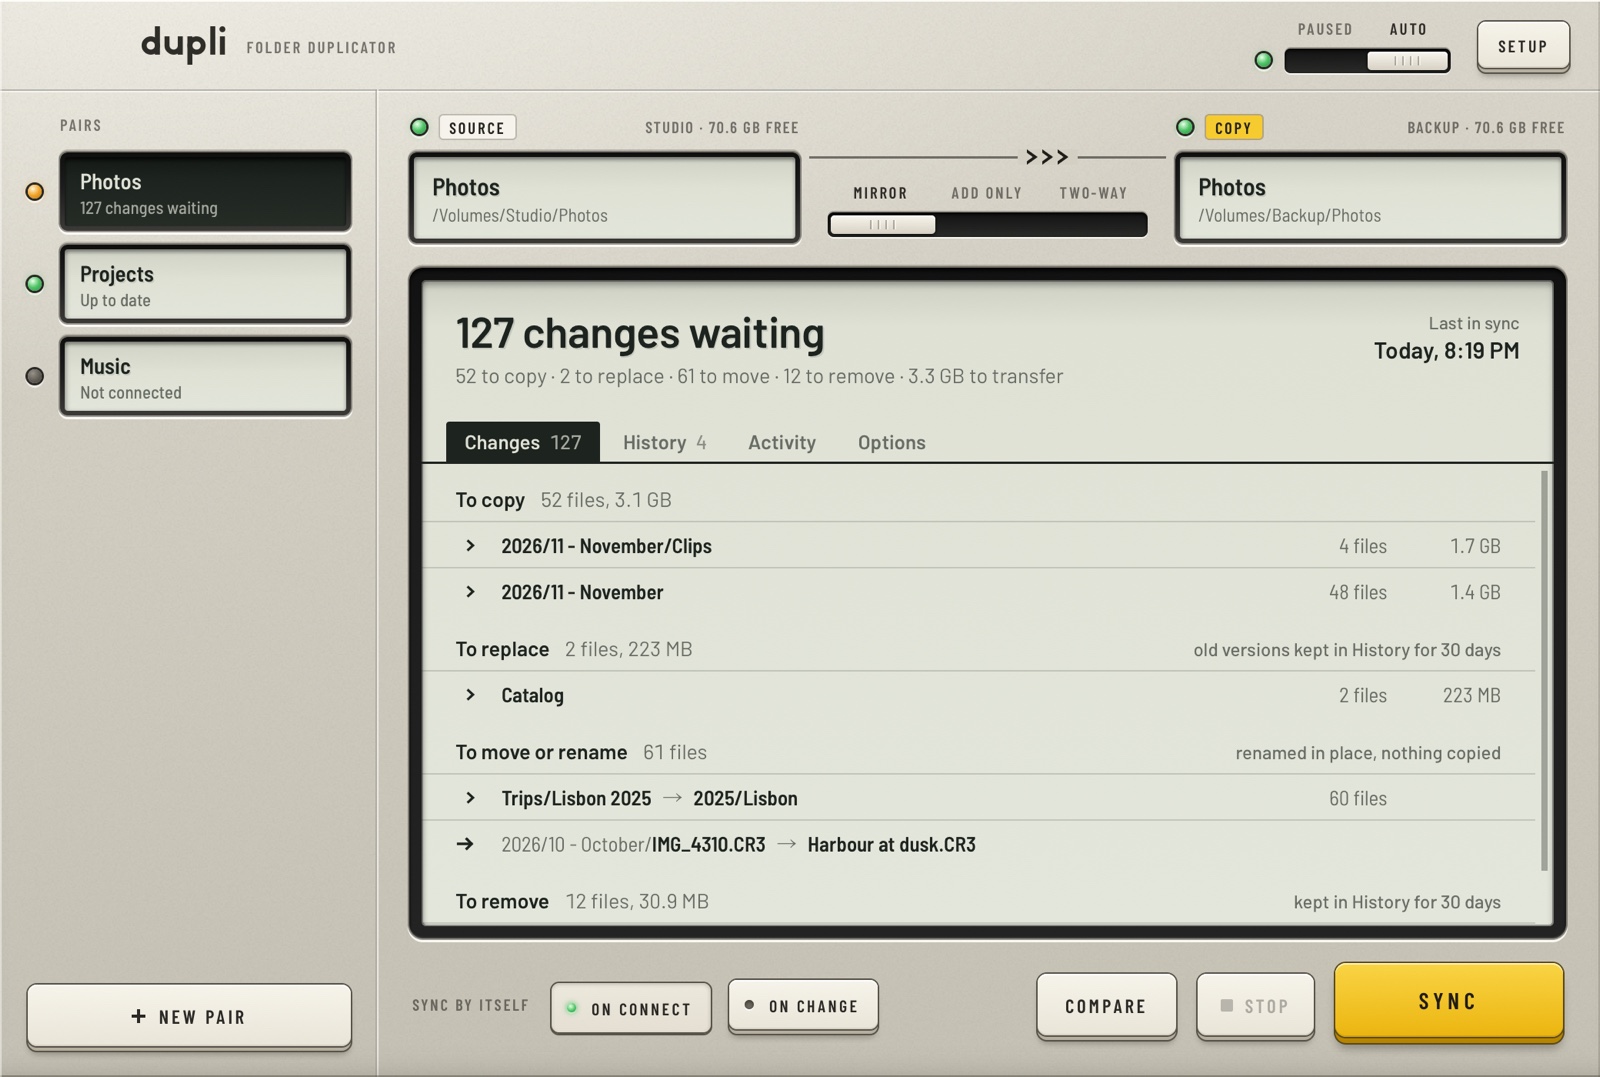 dupli FOLDER DUPLICATOR
PAUSED AUTO
SETUP
PAIRS
Photos
127 changes waiting
Projects
Up to date
Music
Not connected
+ NEW PAIR
SOURCE STUDIO · 70.6 GB FREE
Photos
/Volumes/Studio/Photos
>>>
MIRROR ADD ONLY TWO-WAY
COPY BACKUP · 70.6 GB FREE
Photos
/Volumes/Backup/Photos
127 changes waiting
52 to copy · 2 to replace · 61 to move · 12 to remove · 3.3 GB to transfer
Last in sync
Today, 8:19 PM
Changes 127 History 4 Activity Options
To copy 52 files, 3.1 GB
> 2026/11 - November/Clips 4 files 1.7 GB
> 2026/11 - November 48 files 1.4 GB
To replace 2 files, 223 MB old versions kept in History for 30 days
> Catalog 2 files 223 MB
To move or rename 61 files renamed in place, nothing copied
> Trips/Lisbon 2025 → 2025/Lisbon 60 files
→ 2026/10 - October/IMG_4310.CR3 → Harbour at dusk.CR3
To remove 12 files, 30.9 MB kept in History for 30 days
SYNC BY ITSELF ON CONNECT ON CHANGE COMPARE STOP SYNC